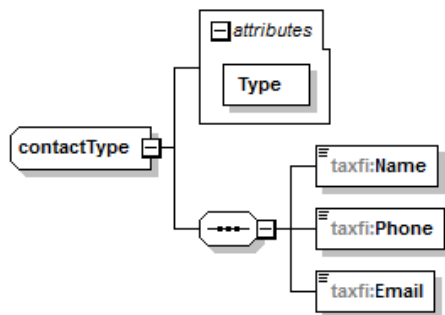 attributes
Type
contactType
taxfi:Name
taxfi:Phone
taxfi:Email